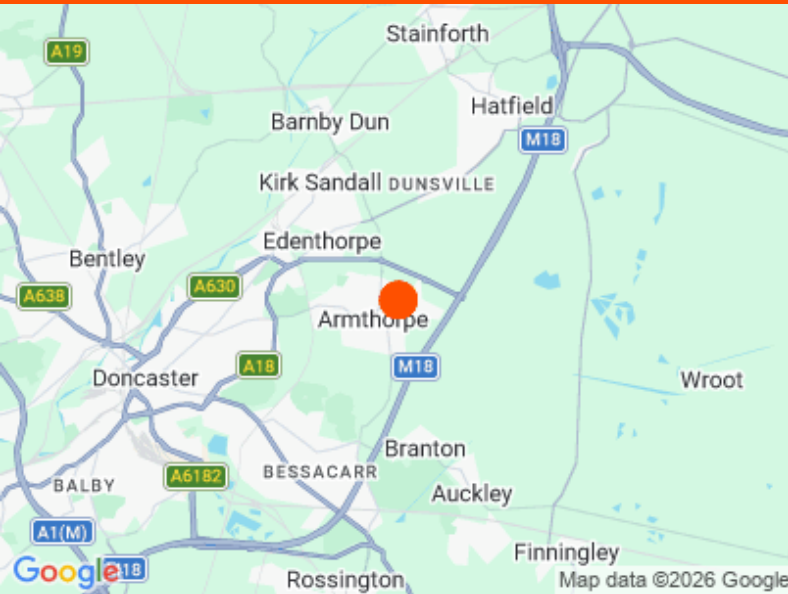 Stainforth
A19
Hatfield
Barnby Dun
M18
Kirk Sandall
DUNSVILLE
Edenthorpe
Bentley
A630
A638
Armthorpe
A18
M18
Doncaster
Wroot
Branton
BESSACARR
A6182
BALBY
Auckley
A1(M)
Finningley
Google
18
Rossington
Map data ©2026 Google